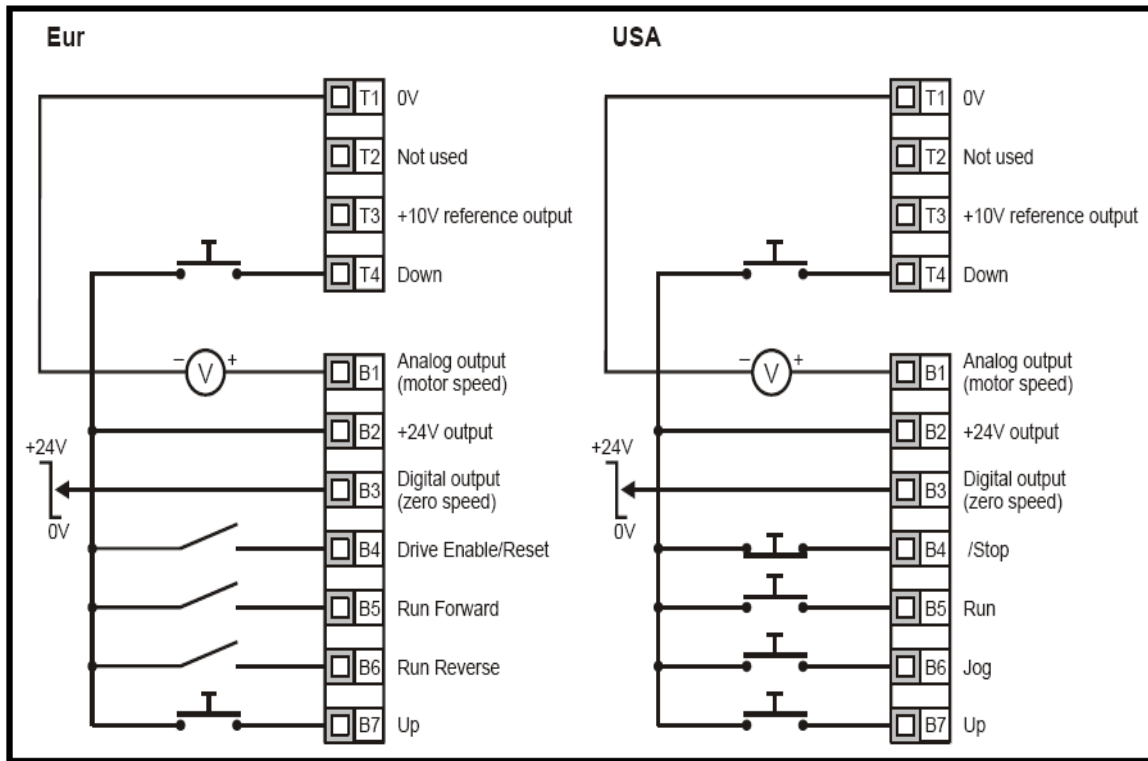 Eur
T1 0V
T2 Not used
T3 +10V reference output
T4 Down
– V +
B1 Analog output
(motor speed)
B2 +24V output
+24V
B3 Digital output
(zero speed)
0V
B4 Drive Enable/Reset
B5 Run Forward
B6 Run Reverse
B7 Up
USA
T1 0V
T2 Not used
T3 +10V reference output
T4 Down
– V +
B1 Analog output
(motor speed)
B2 +24V output
+24V
B3 Digital output
(zero speed)
0V
B4 /Stop
B5 Run
B6 Jog
B7 Up